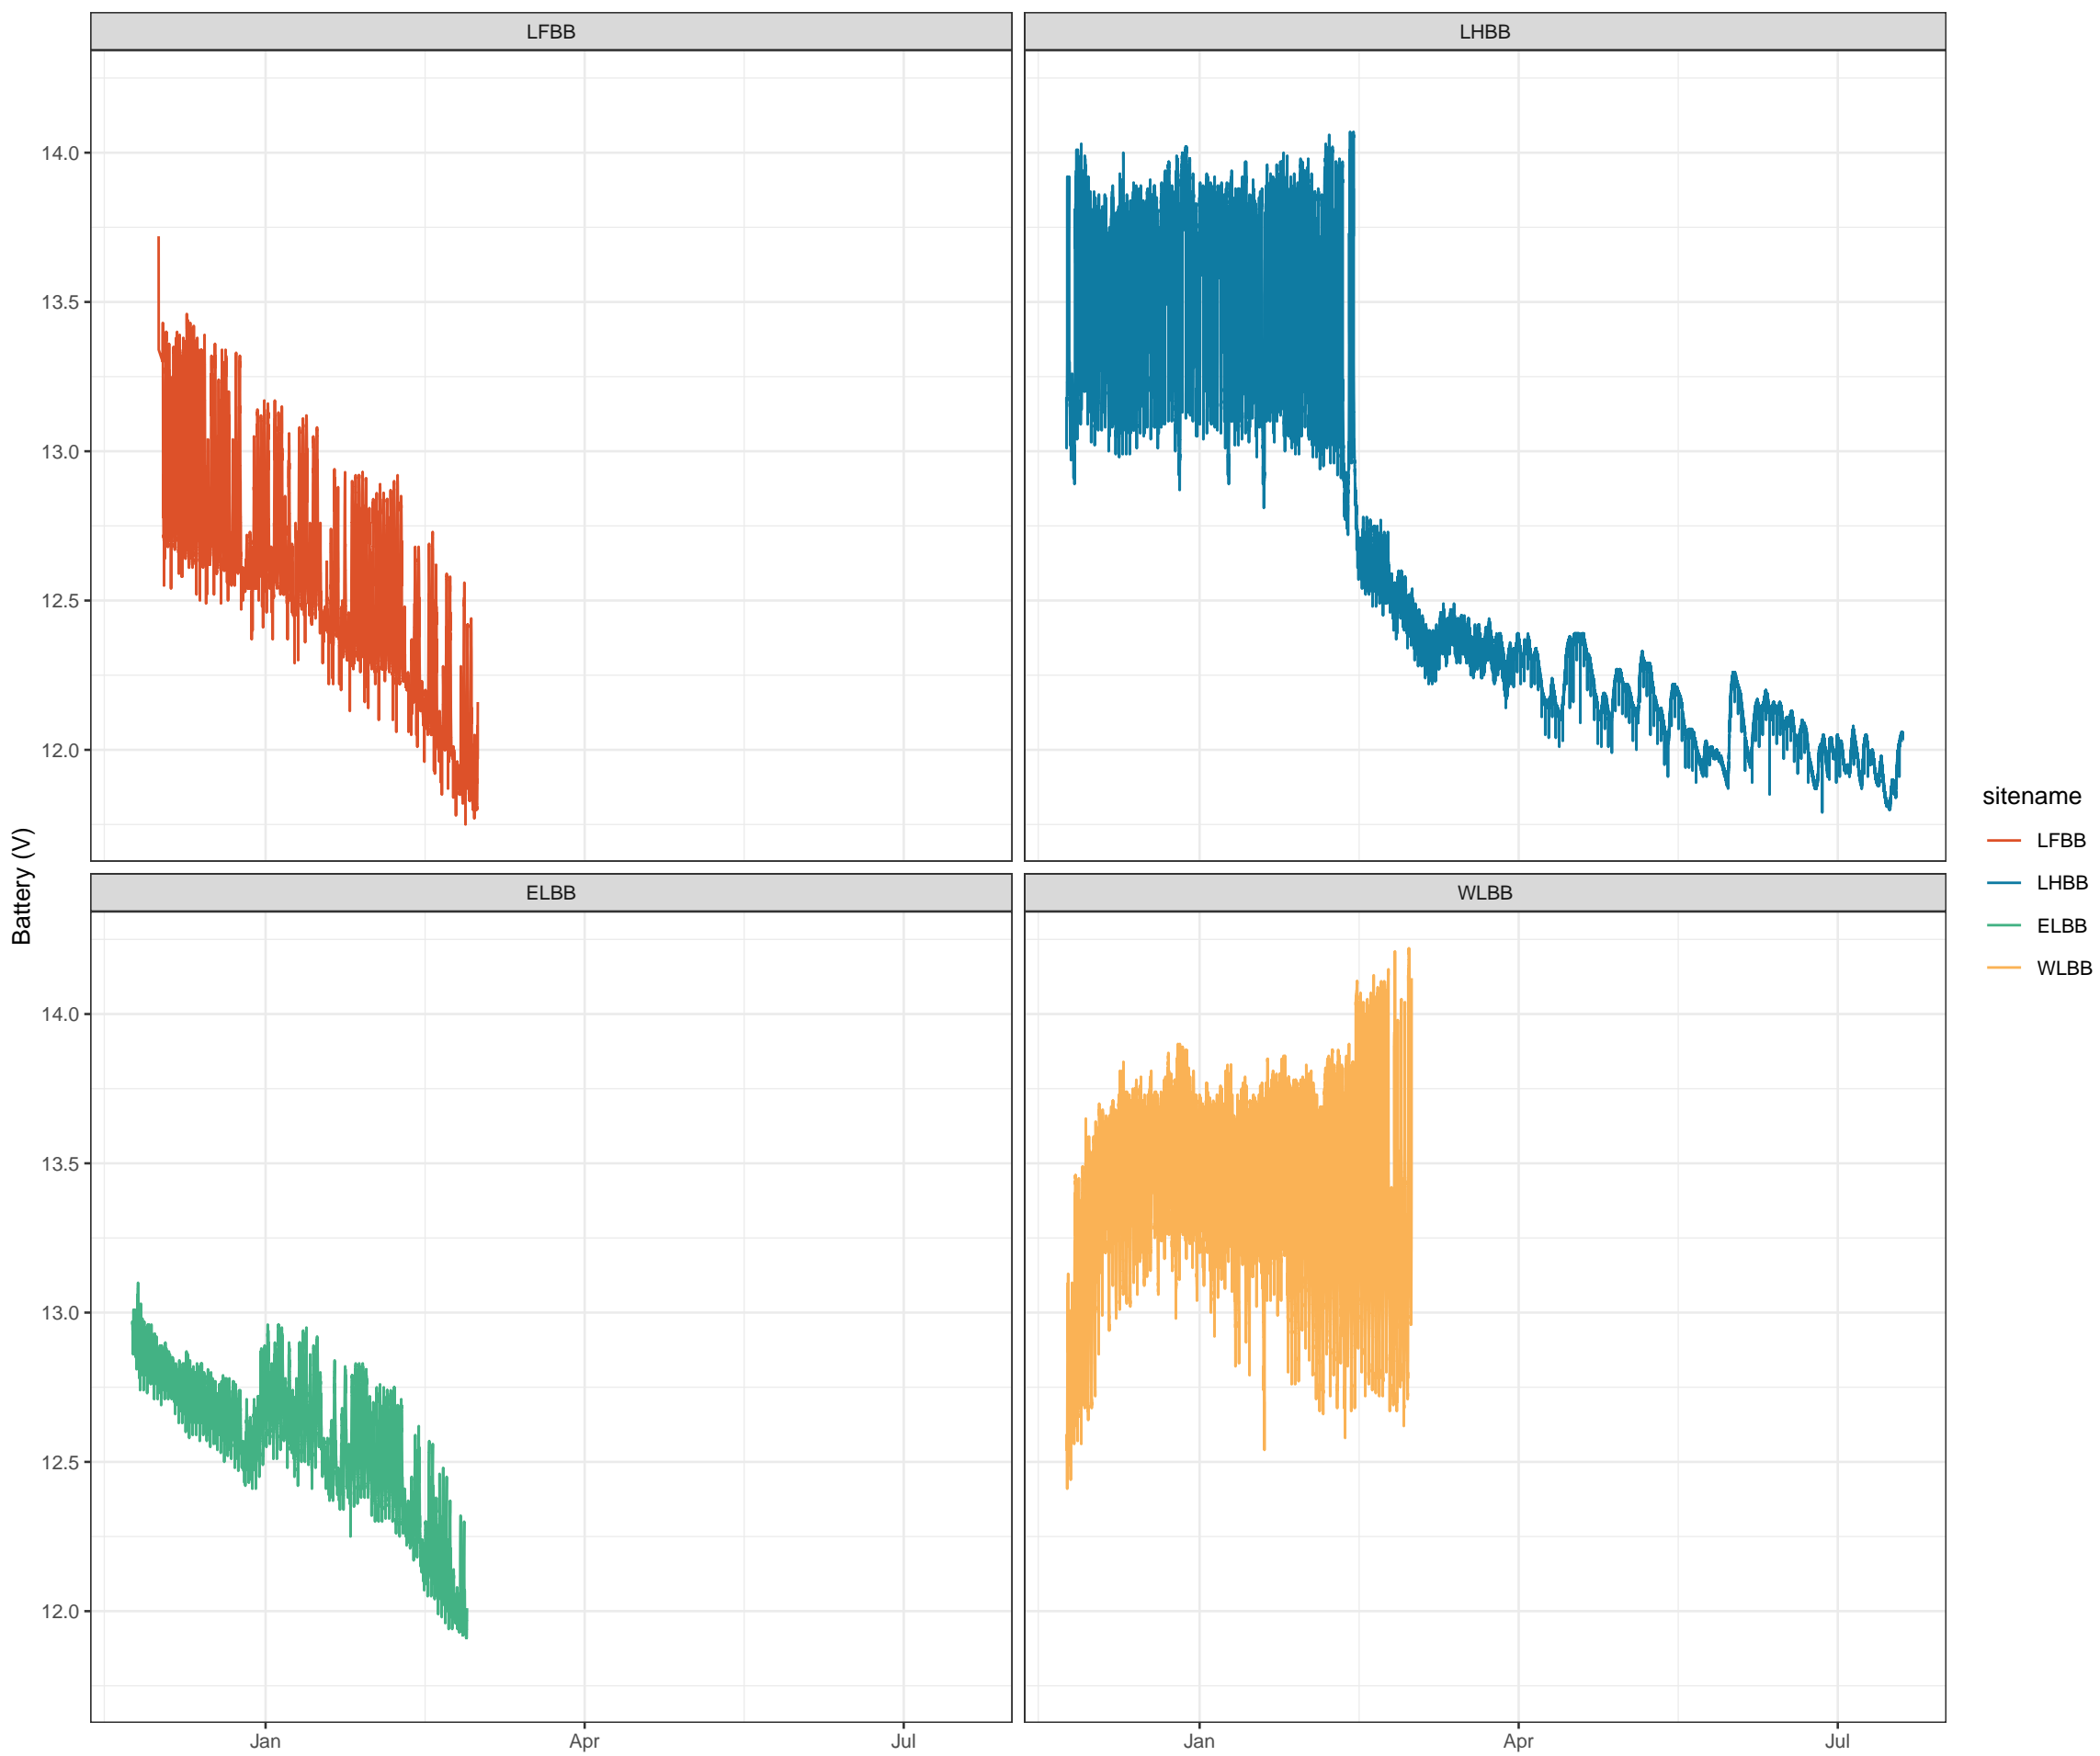 LFBB
LHBB
14.0
13.5
13.0
12.5
12.0
Battery (V)
ELBB
WLBB
14.0
13.5
13.0
12.5
12.0
Jan
Apr
Jul
Jan
Apr
Jul
sitename
LFBB
LHBB
ELBB
WLBB